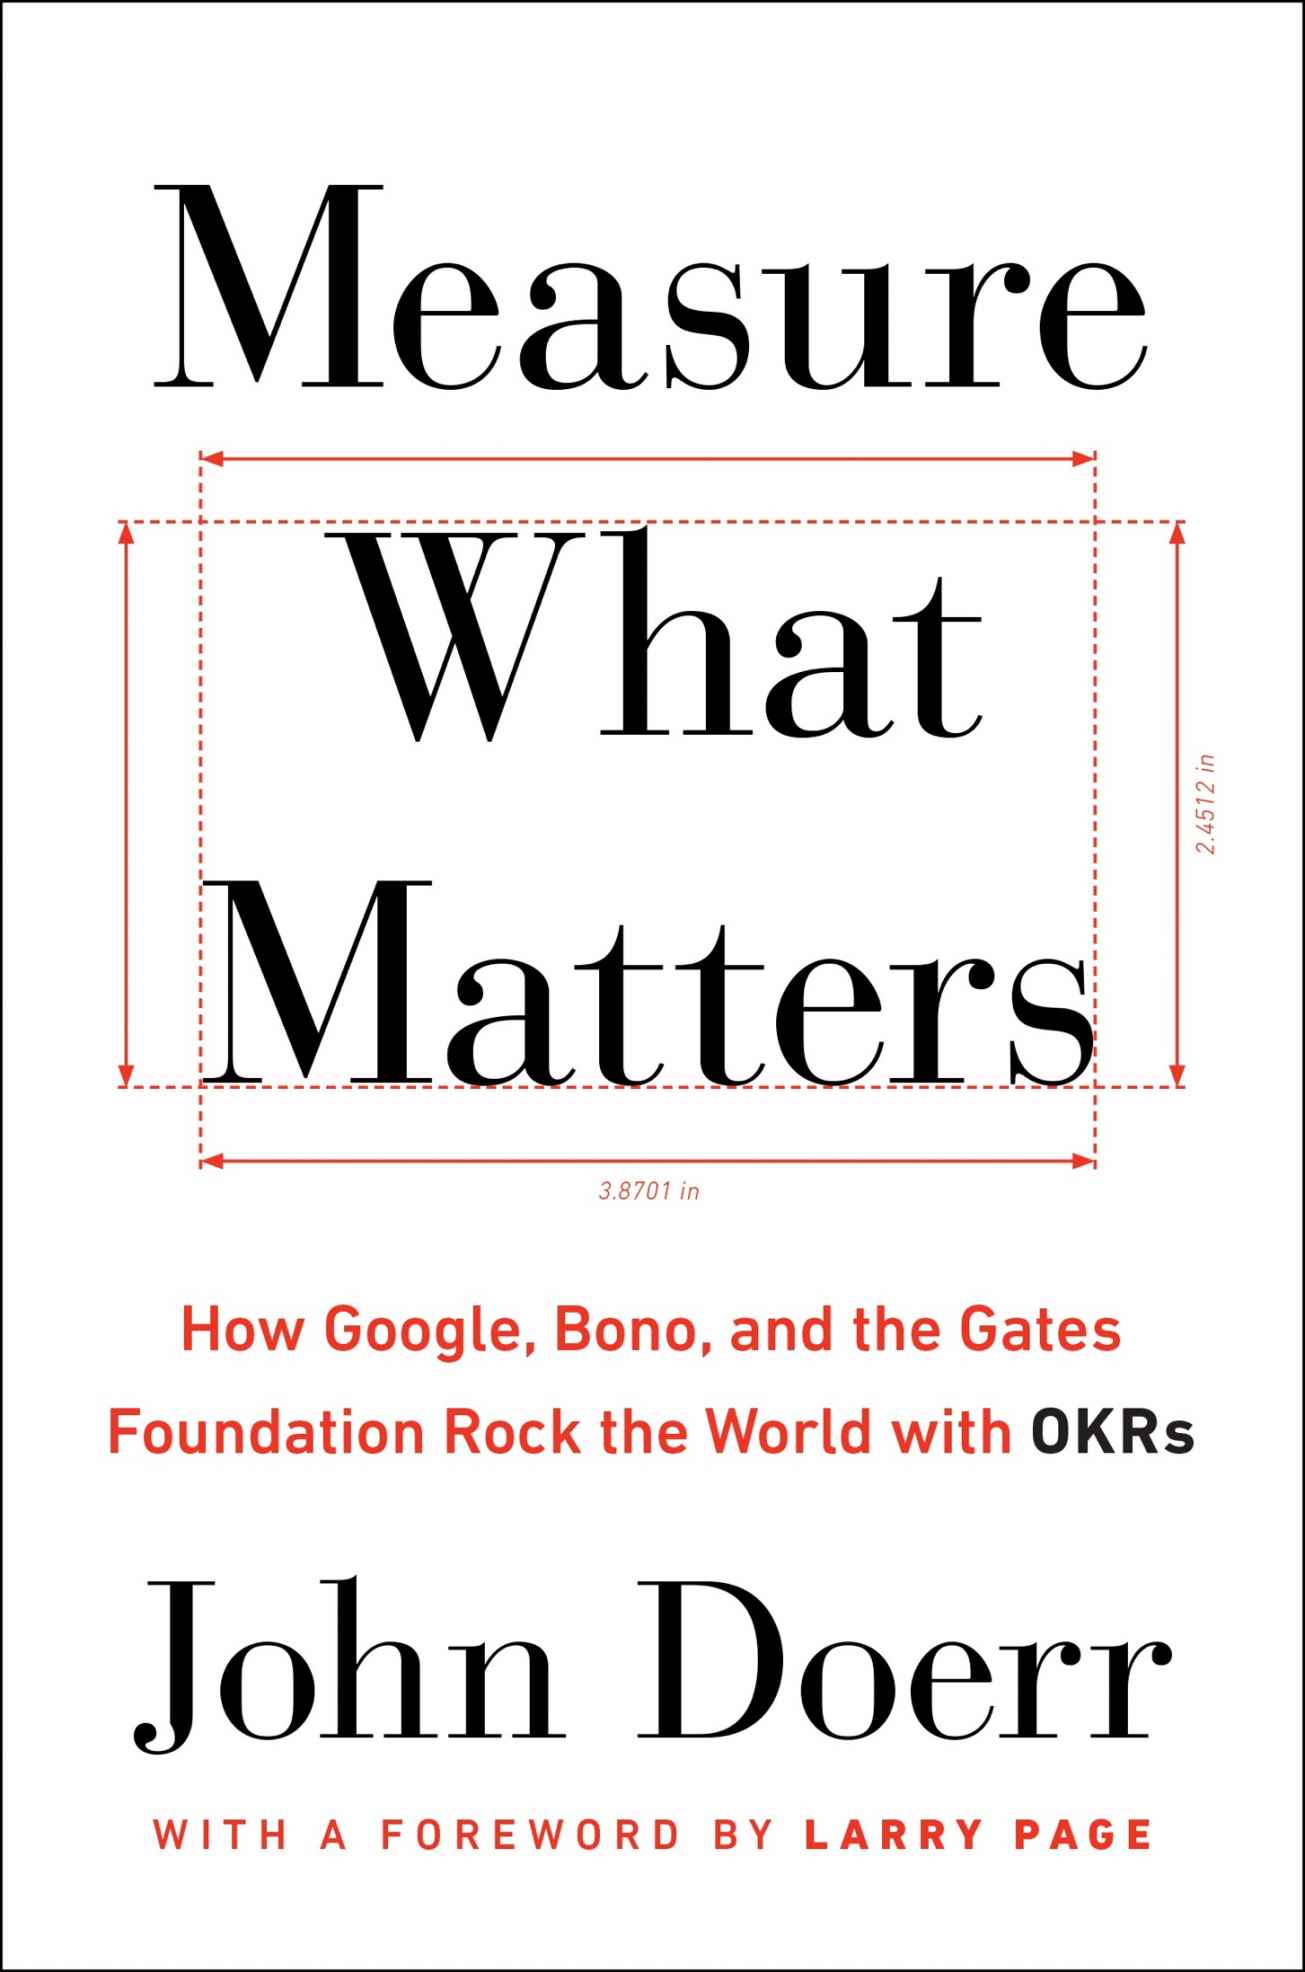 Measure
What
2.4512 in
Matters
3.8701 in
How Google, Bono, and the Gates
Foundation Rock the World with OKRs
John Doerr
WITH A FOREWORD BY LARRY PAGE